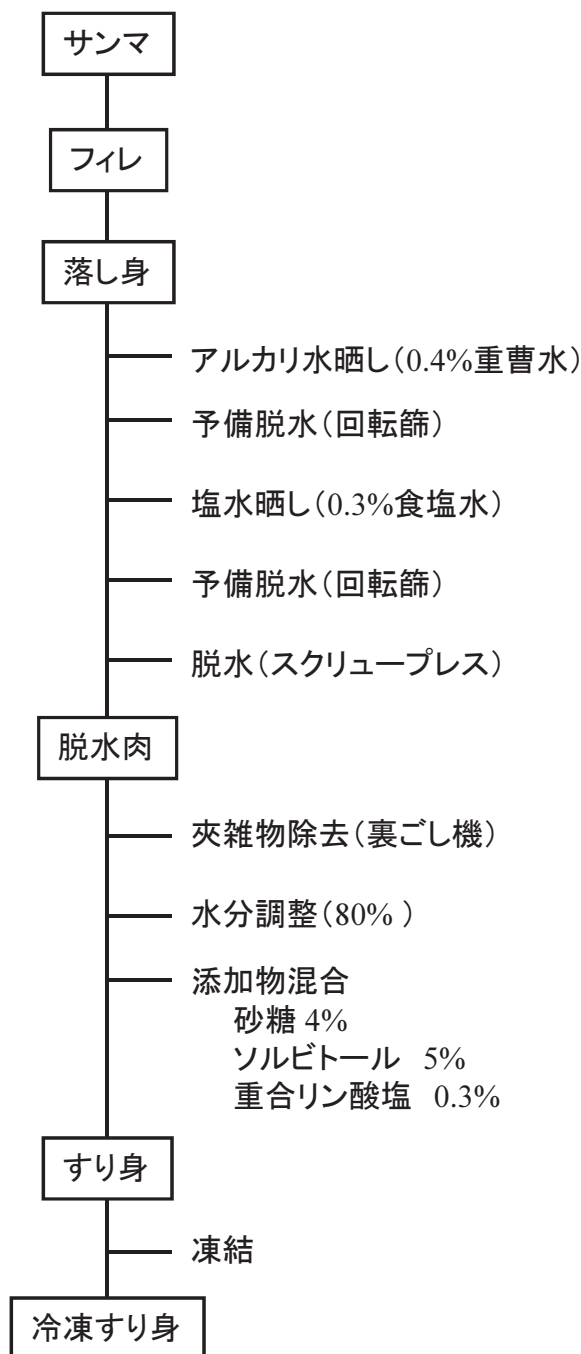 サンマ
フィレ
落し身
アルカリ水晒し(0.4%重曹水)
予備脱水(回転篩)
塩水晒し(0.3%食塩水)
予備脱水(回転篩)
脱水(スクリュープレス)
脱水肉
夾雑物除去(裏ごし機)
水分調整(80% )
添加物混合
砂糖 4%
ソルビトール 5%
重合リン酸塩 0.3%
すり身
凍結
冷凍すり身